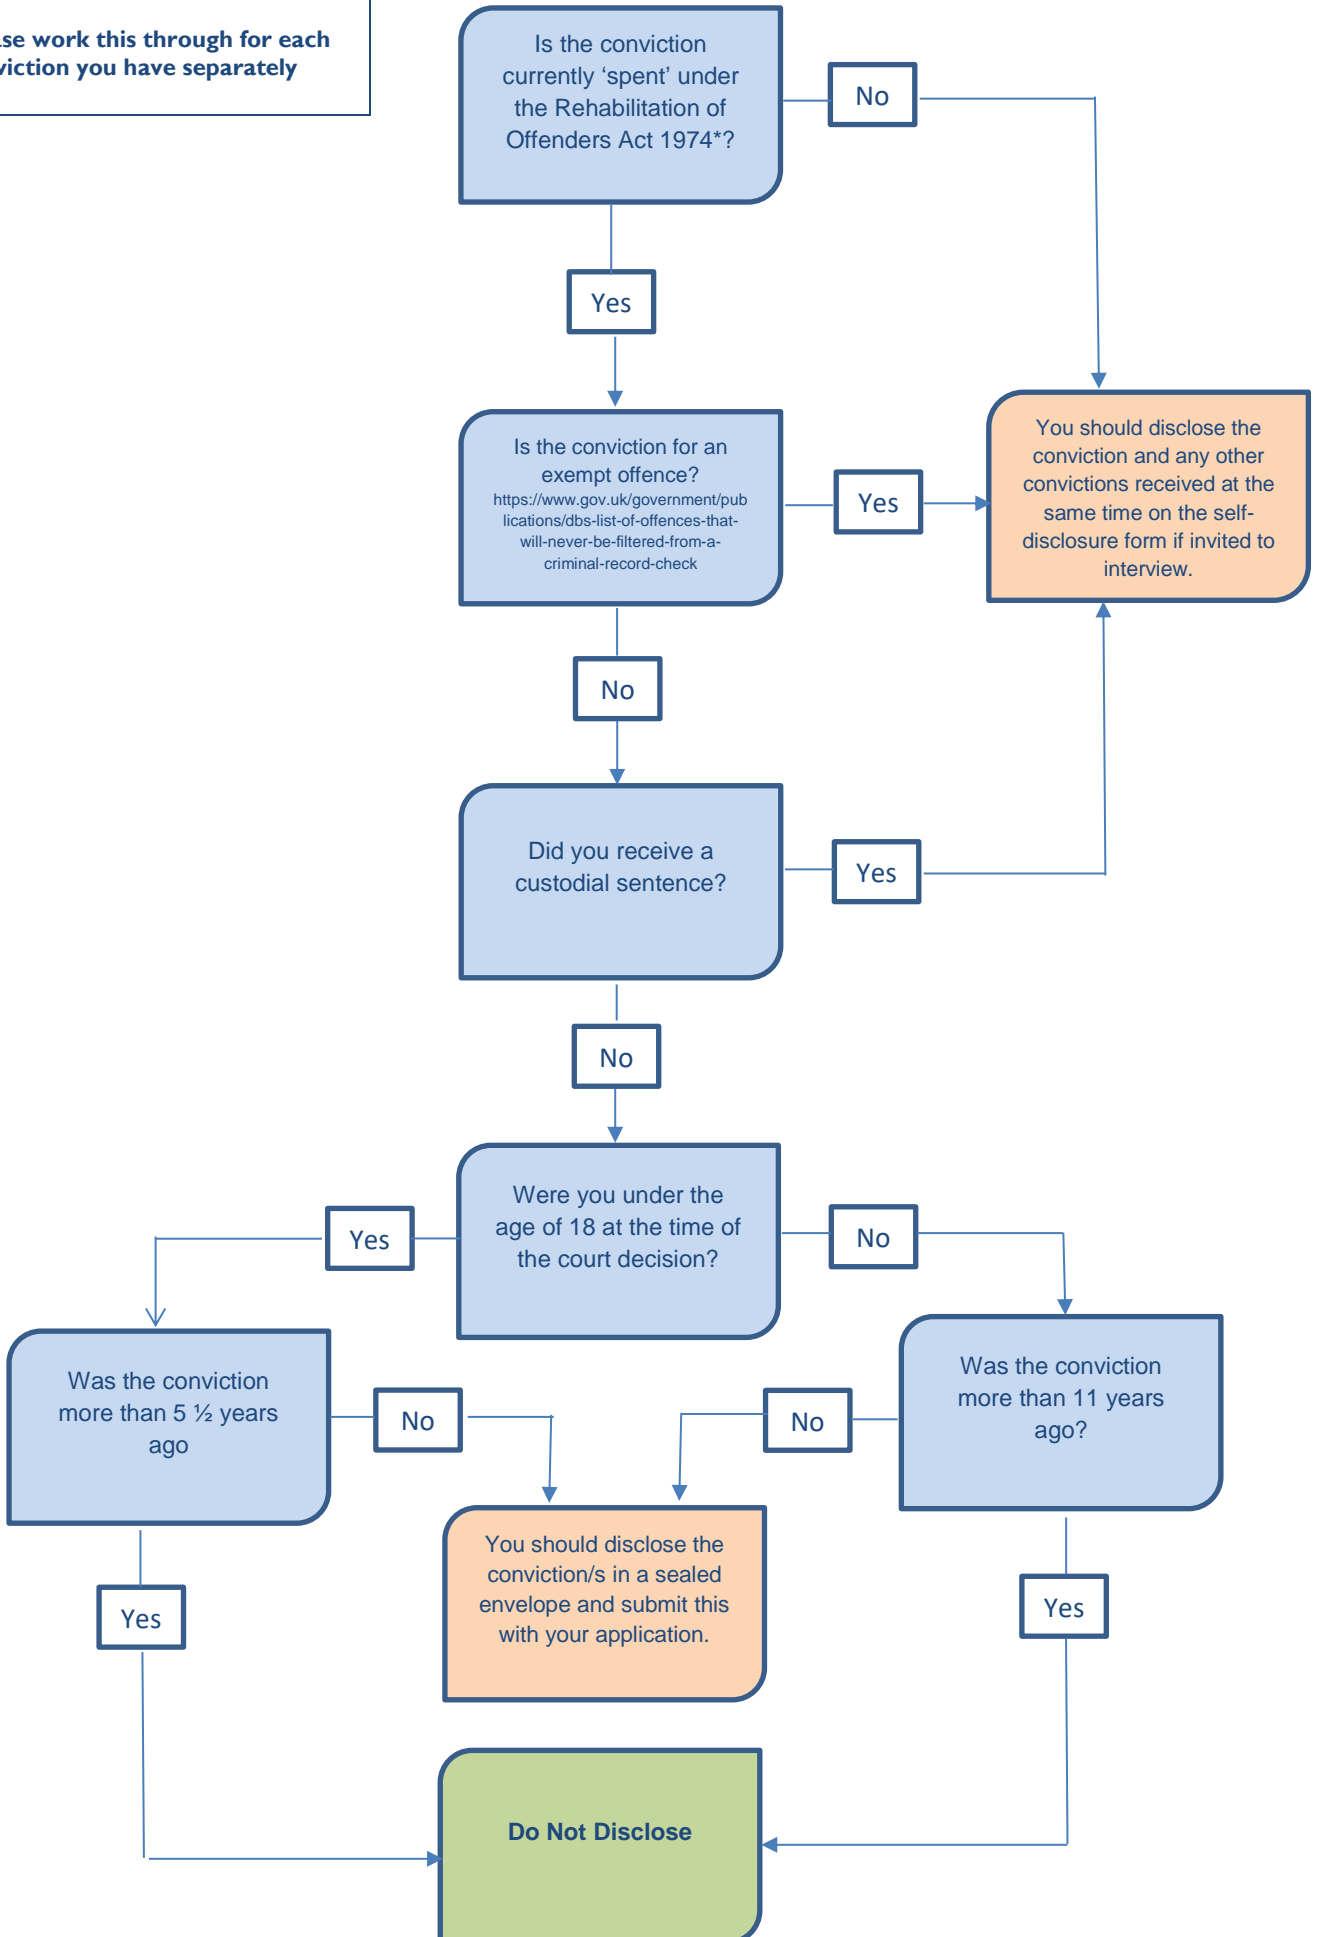 ase work this through for each
viction you have separately
Is the conviction
currently ‘spent’ under
the Rehabilitation of
Offenders Act 1974*?
No
Yes
Is the conviction for an
exempt offence?
https://www.gov.uk/government/pub
lications/dbs-list-of-offences-that-
will-never-be-filtered-from-a-
criminal-record-check
Yes
You should disclose the
conviction and any other
convictions received at the
same time on the self-
disclosure form if invited to
interview.
No
Did you receive a
custodial sentence?
Yes
No
Were you under the
age of 18 at the time of
the court decision?
Yes
No
Was the conviction
more than 5 ½ years
ago
No
No
Was the conviction
more than 11 years
ago?
You should disclose the
conviction/s in a sealed
envelope and submit this
with your application.
Yes
Yes
Do Not Disclose